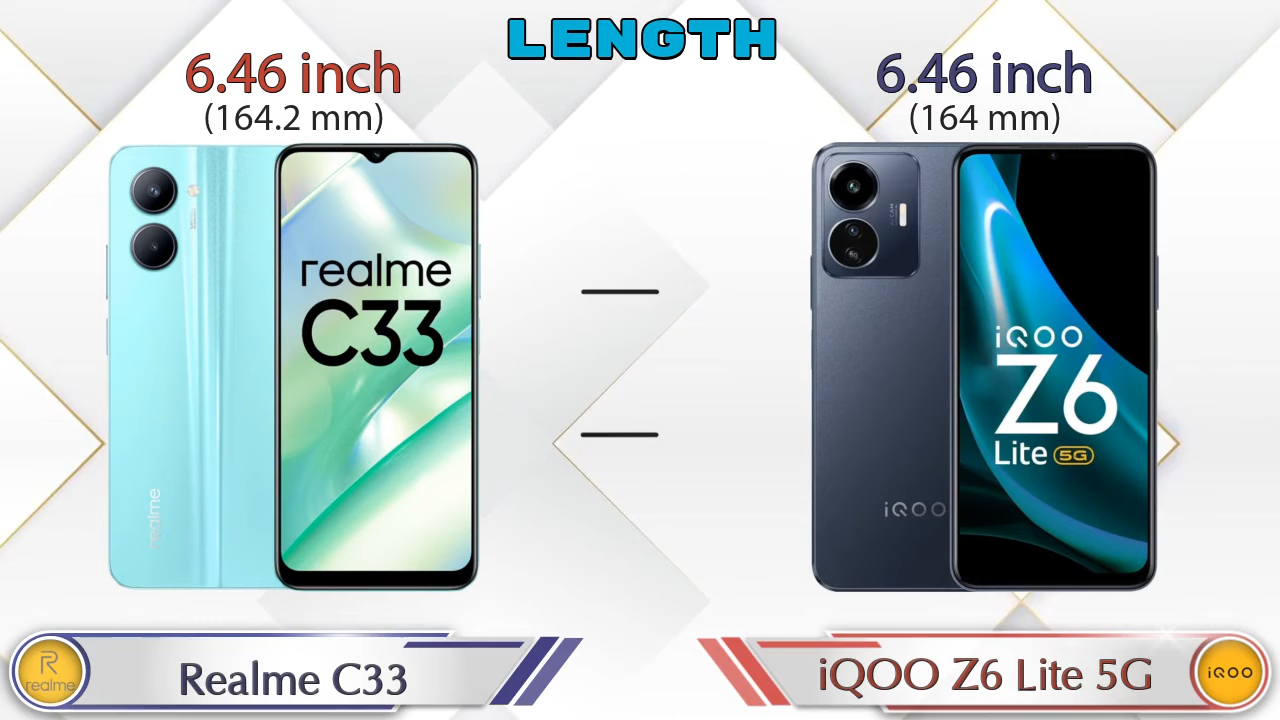 LENGTH
6.46 inch
(164.2 mm)
6.46 inch
(164 mm)
realme
C33
realme
iQOO
Z6
Lite 5G
iQOO
R
realme
Realme C33
iQOO Z6 Lite 5G
iQOO